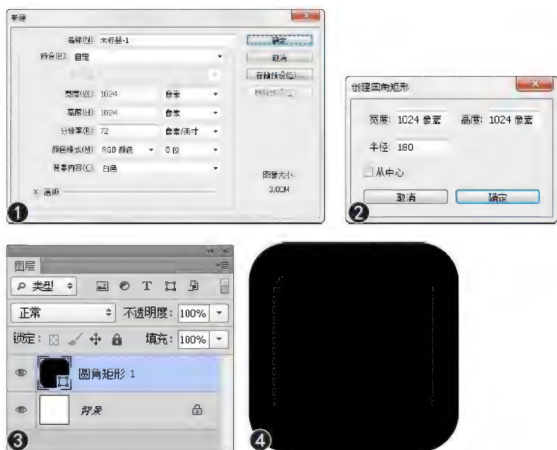 新建
名称(N): 未标题-1
确定
预设(P): 自定
取消
存储预设(S)...
宽度(W): 1024 像素
高度(H): 1024 像素
分辨率(R): 72 像素/英寸
颜色模式(M): RGB 颜色 8 位
背景内容(C): 白色
图像大小:
3.00M
高级
1
创建圆角矩形
宽度: 1024 像素 高度: 1024 像素
半径: 180
从中心
取消 确定
2
图层
类型
正常 不透明度: 100%
锁定: 填充: 100%
圆角矩形 1
背景
3
4